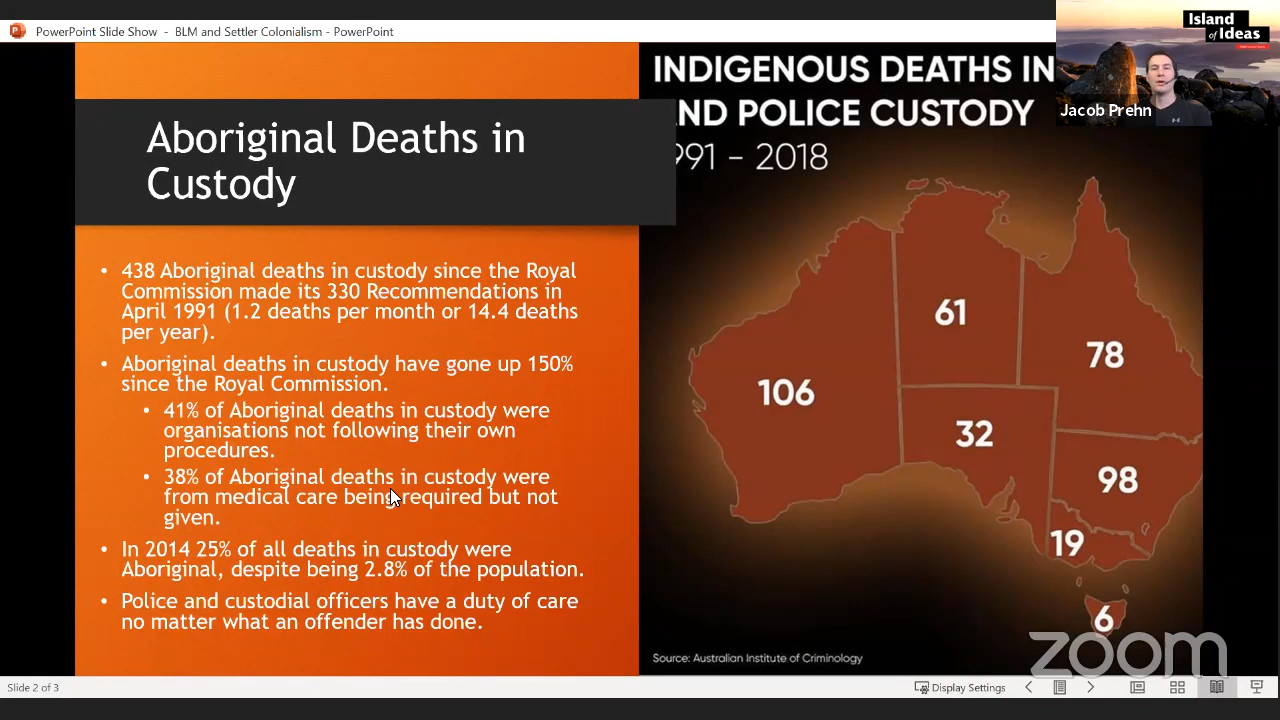 PowerPoint Slide Show - BLM and Settler Colonialism - PowerPoint
Island
of Ideas
Jacob Prehn
Aboriginal Deaths in
Custody
• 438 Aboriginal deaths in custody since the Royal
Commission made its 330 Recommendations in
April 1991 (1.2 deaths per month or 14.4 deaths
per year).
• Aboriginal deaths in custody have gone up 150%
since the Royal Commission.
• 41% of Aboriginal deaths in custody were
organisations not following their own
procedures.
• 38% of Aboriginal deaths in custody were
from medical care being required but not
given.
• In 2014 25% of all deaths in custody were
Aboriginal, despite being 2.8% of the population.
• Police and custodial officers have a duty of care
no matter what an offender has done.
INDIGENOUS DEATHS IN
ND POLICE CUSTODY
991 – 2018
61
78
106
32
98
19
6
Source: Australian Institute of Criminology
zoom
Slide 2 of 3
Display Settings